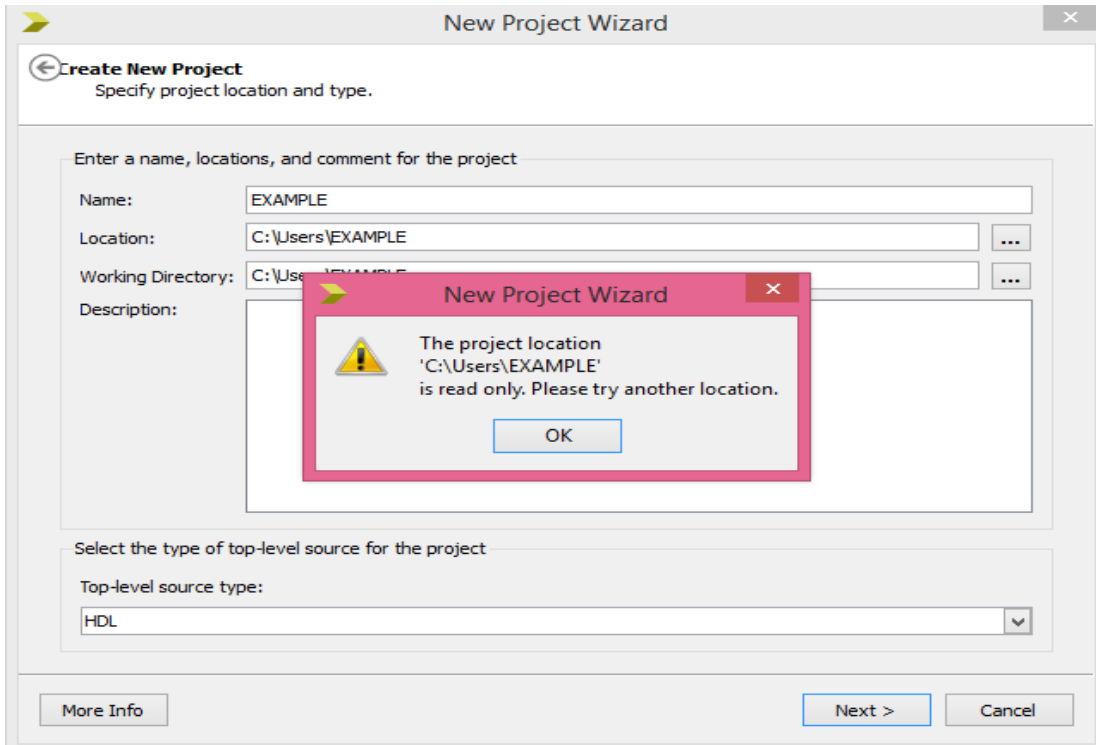 New Project Wizard
Create New Project
Specify project location and type.
Enter a name, locations, and comment for the project
Name: EXAMPLE
Location: C:\Users\EXAMPLE ...
Working Directory: C:\Use ...
Description:
New Project Wizard
The project location
'C:\Users\EXAMPLE'
is read only. Please try another location.
OK
Select the type of top-level source for the project
Top-level source type:
HDL
More Info Next > Cancel